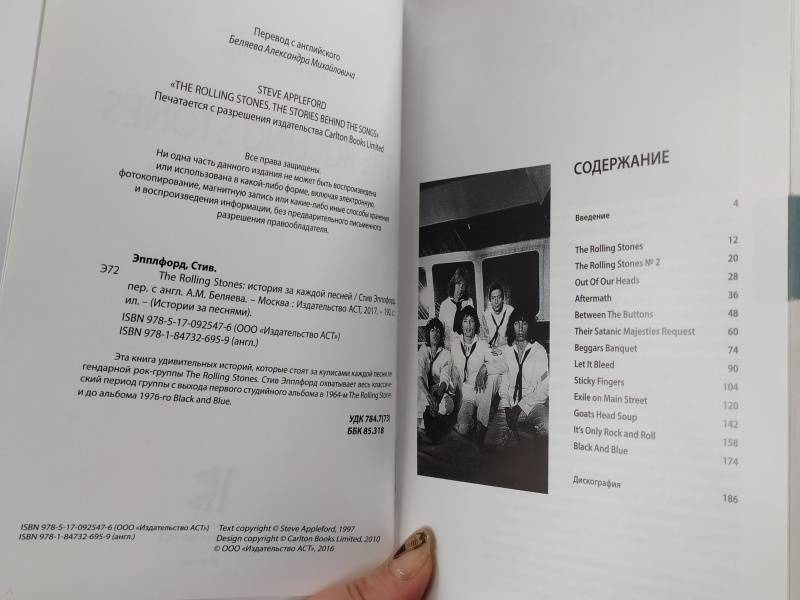 Перевод с английского
Беляева Александра Михайловича
STEVE APPLEFORD
«THE ROLLING STONES. THE STORIES BEHIND THE SONGS»
Печатается с разрешения издательства Carlton Books Limited
Все права защищены.
Ни одна часть данного издания не может быть воспроизведена
или использована в какой-либо форме, включая электронную,
фотокопирование, магнитную запись или какие-либо иные способы хранения
и воспроизведения информации, без предварительного письменного
разрешения правообладателя.
Эпплфорд, Стив.
Э72 The Rolling Stones: история за каждой песней / Стив Эпплфорд,
пер. с англ. А.М. Беляева. – Москва : Издательство АСТ, 2017. – 192 с.
ил. – (Истории за песнями).
ISBN 978-5-17-092547-6 (ООО «Издательство АСТ»)
ISBN 978-1-84732-695-9 (англ.)
Эта книга удивительных историй, которые стоят за кулисами каждой песни ле
гендарной рок-группы The Rolling Stones. Стив Эпплфорд охватывает весь классиче-
ский период группы с выхода первого студийного альбома в 1964-м The Rolling Stones
и до альбома 1976-го Black and Blue.
УДК 784.7(73)
ББК 85.318
ISBN 978-5-17-092547-6 (ООО «Издательство АСТ») Text copyright © Steve Appleford, 1997
ISBN 978-1-84732-695-9 (англ.) Design copyright © Carlton Books Limited, 2010
© ООО «Издательство АСТ», 2016
СОДЕРЖАНИЕ
Введение 4
The Rolling Stones 12
The Rolling Stones № 2 20
Out Of Our Heads 28
Aftermath 36
Between The Buttons 48
Their Satanic Majesties Request 60
Beggars Banquet 74
Let It Bleed 90
Sticky Fingers 104
Exile on Main Street 120
Goats Head Soup 142
It's Only Rock and Roll 158
Black And Blue 174
Дискография 186